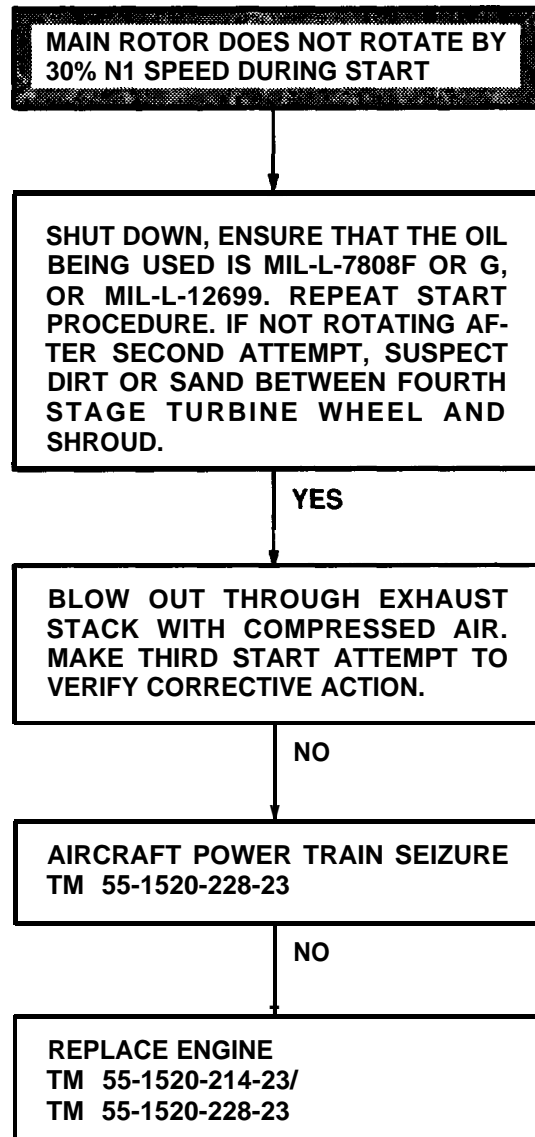 MAIN ROTOR DOES NOT ROTATE BY
30% N1 SPEED DURING START
SHUT DOWN, ENSURE THAT THE OIL
BEING USED IS MIL-L-7808F OR G,
OR MIL-L-12699. REPEAT START
PROCEDURE. IF NOT ROTATING AF-
TER SECOND ATTEMPT, SUSPECT
DIRT OR SAND BETWEEN FOURTH
STAGE TURBINE WHEEL AND
SHROUD.
YES
BLOW OUT THROUGH EXHAUST
STACK WITH COMPRESSED AIR.
MAKE THIRD START ATTEMPT TO
VERIFY CORRECTIVE ACTION.
NO
AIRCRAFT POWER TRAIN SEIZURE
TM 55-1520-228-23
NO
REPLACE ENGINE
TM 55-1520-214-23/
TM 55-1520-228-23